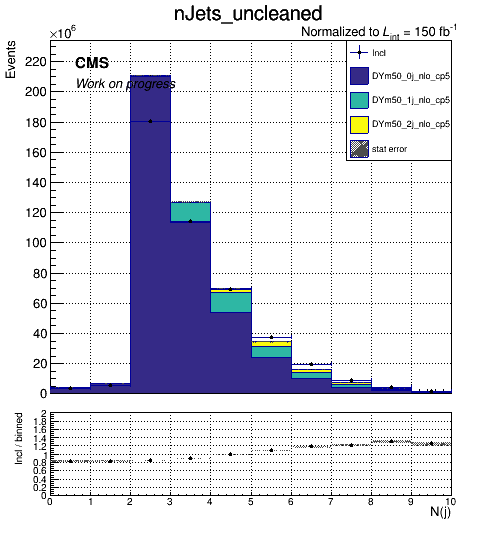 nJets_uncleaned
×10⁶
Normalized to L_int = 150 fb⁻¹
Events
CMS
Work on progress
Incl
DYm50_0j_nlo_cp5
DYm50_1j_nlo_cp5
DYm50_2j_nlo_cp5
stat error
220
200
180
160
140
120
100
80
60
40
20
0
Incl / binned
2
1.8
1.6
1.4
1.2
1
0.8
0.6
0.4
0.2
0
0 1 2 3 4 5 6 7 8 9 10
N(j)